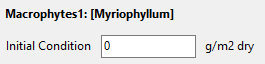 Macrophytes1: [Myriophyllum]
Initial Condition 0 g/m2 dry